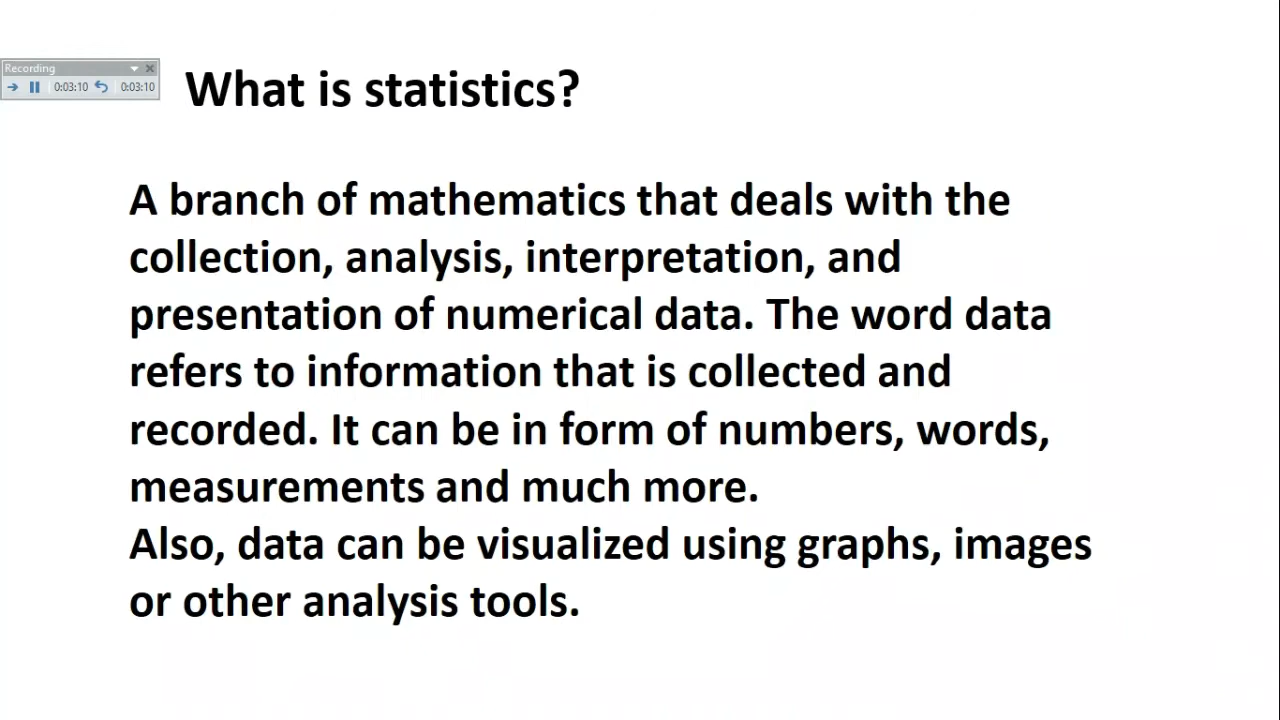 Recording
0:03:10 0:03:10
What is statistics?
A branch of mathematics that deals with the
collection, analysis, interpretation, and
presentation of numerical data. The word data
refers to information that is collected and
recorded. It can be in form of numbers, words,
measurements and much more.
Also, data can be visualized using graphs, images
or other analysis tools.